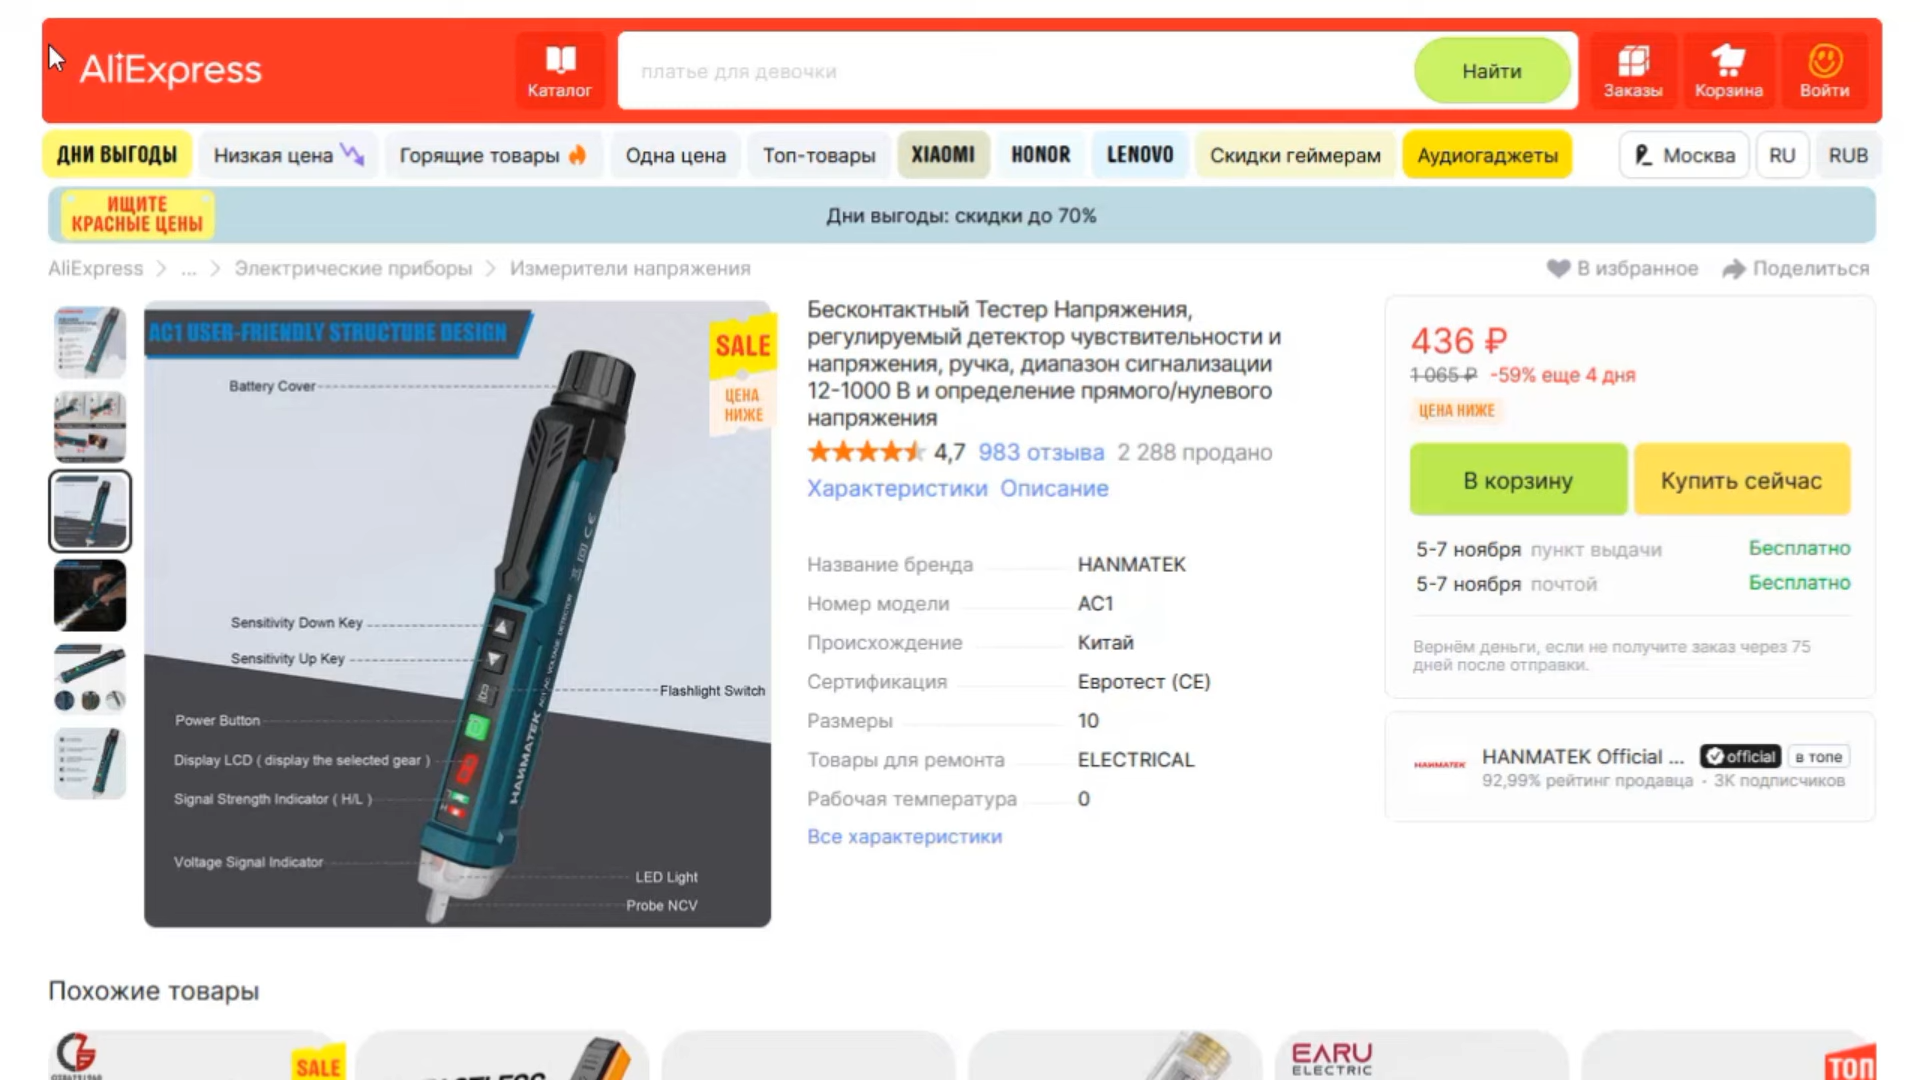 AliExpress
Каталог
платье для девочки
Найти
Заказы
Корзина
Войти
ДНИ ВЫГОДЫ
Низкая цена
Горящие товары
Одна цена
Топ-товары
XIAOMI
HONOR
LENOVO
Скидки геймерам
Аудиогаджеты
Москва
RU
RUB
ИЩИТЕ
КРАСНЫЕ ЦЕНЫ
Дни выгоды: скидки до 70%
AliExpress
...
Электрические приборы
Измерители напряжения
В избранное
Поделиться
AC1 USER-FRIENDLY STRUCTURE DESIGN
SALE
ЦЕНА
НИЖЕ
Battery Cover
Sensitivity Down Key
Sensitivity Up Key
Flashlight Switch
Power Button
Display LCD ( display the selected gear )
Signal Strength Indicator ( H/L )
Voltage Signal Indicator
LED Light
Probe NCV
HANMATEK AC1 AC VOLTAGE DETECTOR
Бесконтактный Тестер Напряжения,
регулируемый детектор чувствительности и
напряжения, ручка, диапазон сигнализации
12-1000 В и определение прямого/нулевого
напряжения
4,7 983 отзыва 2 288 продано
Характеристики Описание
Название бренда HANMATEK
Номер модели AC1
Происхождение Китай
Сертификация Евротест (CE)
Размеры 10
Товары для ремонта ELECTRICAL
Рабочая температура 0
Все характеристики
436 ₽
1 065 ₽ -59% еще 4 дня
ЦЕНА НИЖЕ
В корзину
Купить сейчас
5-7 ноября пункт выдачи Бесплатно
5-7 ноября почтой Бесплатно
Вернём деньги, если не получите заказ через 75
дней после отправки.
HANMATEK
HANMATEK Official ...
official
в топе
92,99% рейтинг продавца · 3K подписчиков
Похожие товары
SALE
EARU
ELECTRIC
ТОП